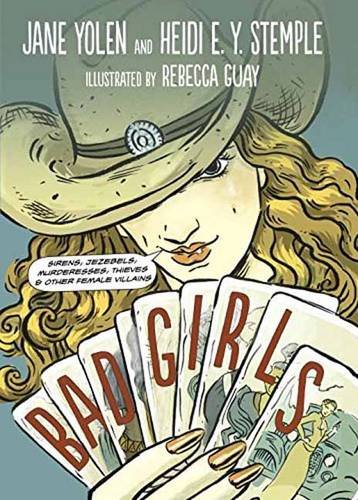 JANE YOLEN AND HEIDI E. Y. STEMPLE
ILLUSTRATED BY REBECCA GUAY
SIRENS, JEZEBELS,
MURDERESSES, THIEVES
& OTHER FEMALE VILLAINS
BAD GIRLS